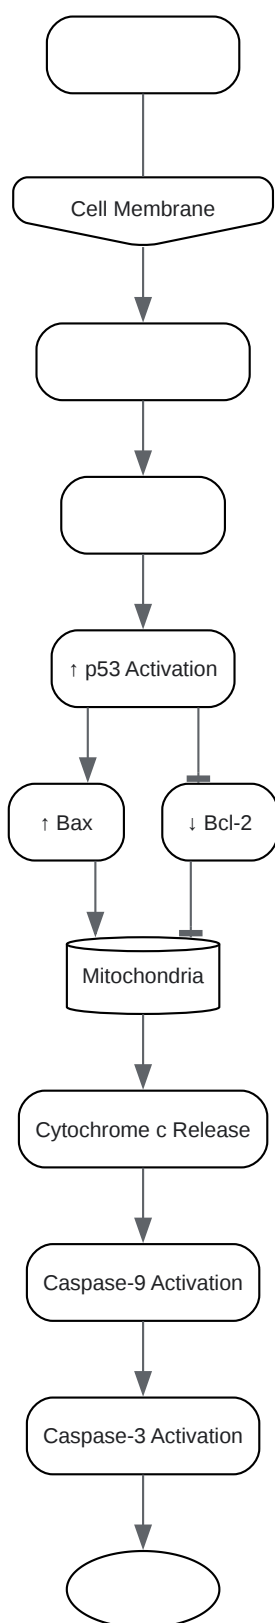 Cell Membrane
↑ p53 Activation
↑ Bax
↓ Bcl-2
Mitochondria
Cytochrome c Release
Caspase-9 Activation
Caspase-3 Activation